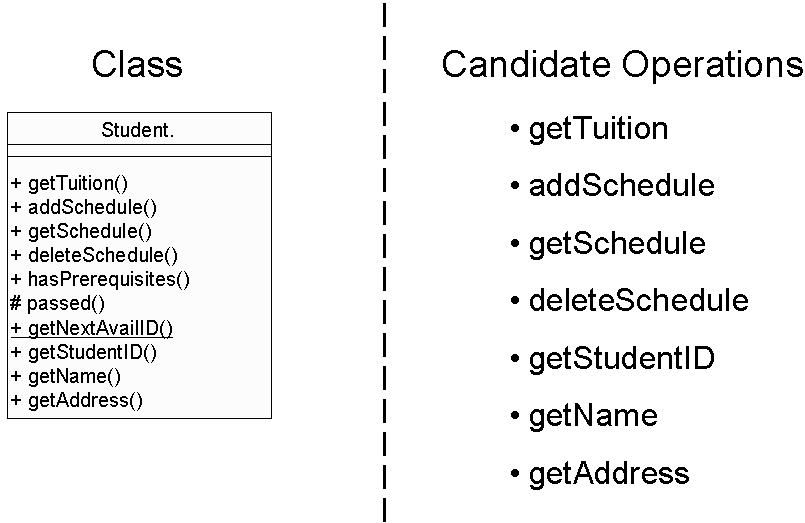 Class
Student.
+ getTuition()
+ addSchedule()
+ getSchedule()
+ deleteSchedule()
+ hasPrerequisites()
# passed()
+ getNextAvailID()
+ getStudentID()
+ getName()
+ getAddress()
Candidate Operations
• getTuition
• addSchedule
• getSchedule
• deleteSchedule
• getStudentID
• getName
• getAddress